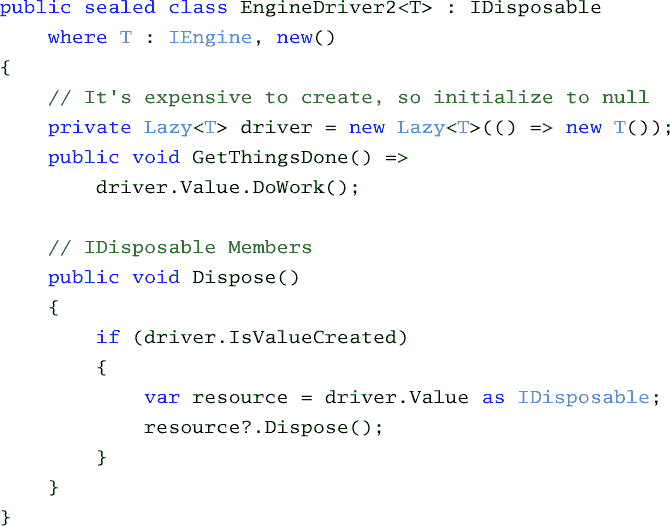 public sealed class EngineDriver2<T> : IDisposable
    where T : IEngine, new()
{
    // It's expensive to create, so initialize to null
    private Lazy<T> driver = new Lazy<T>(() => new T());
    public void GetThingsDone() =>
        driver.Value.DoWork();

    // IDisposable Members
    public void Dispose()
    {
        if (driver.IsValueCreated)
        {
            var resource = driver.Value as IDisposable;
            resource?.Dispose();
        }
    }
}